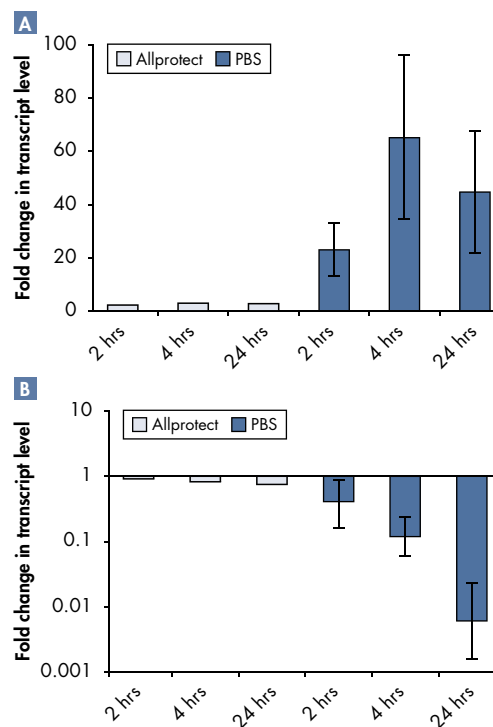 A
Fold change in transcript level
100
80
60
40
20
0
Allprotect PBS
2 hrs 4 hrs 24 hrs 2 hrs 4 hrs 24 hrs
B
Fold change in transcript level
10
1
0.1
0.01
0.001
Allprotect PBS
2 hrs 4 hrs 24 hrs 2 hrs 4 hrs 24 hrs